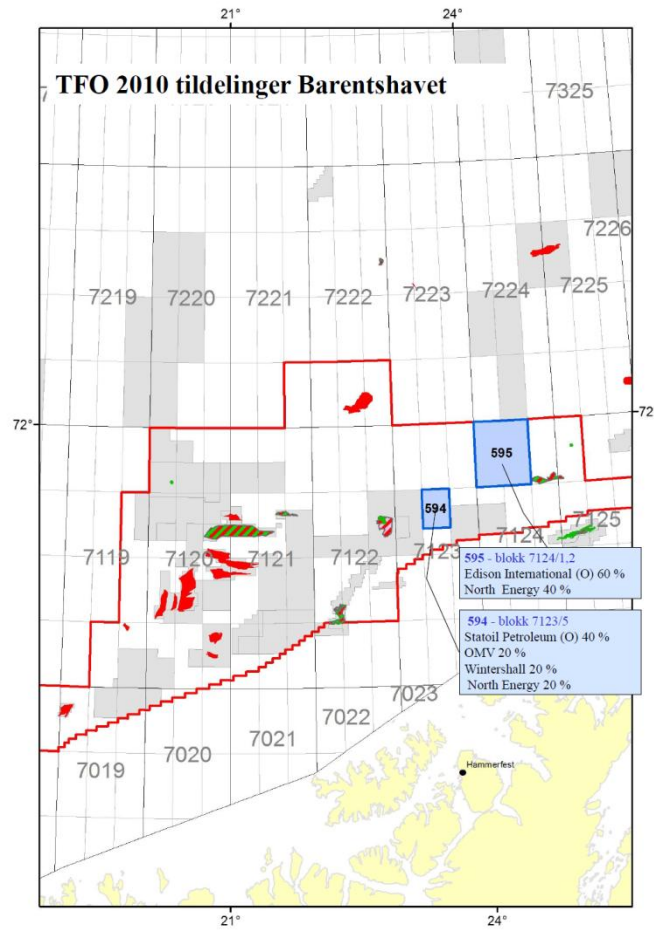 21°
24°
TFO 2010 tildelinger Barentshavet
7325
7226
7219
7220
7221
7222
7223
7224
7225
72°
72
595
594
7119
7120
7121
7122
7123
7124
7125
595 - blokk 7124/1,2
Edison International (O) 60 %
North Energy 40 %
594 - blokk 7123/5
Statoil Petroleum (O) 40 %
OMV 20 %
Wintershall 20 %
North Energy 20 %
7023
7022
7021
7020
7019
Hammerfest
21°
24°